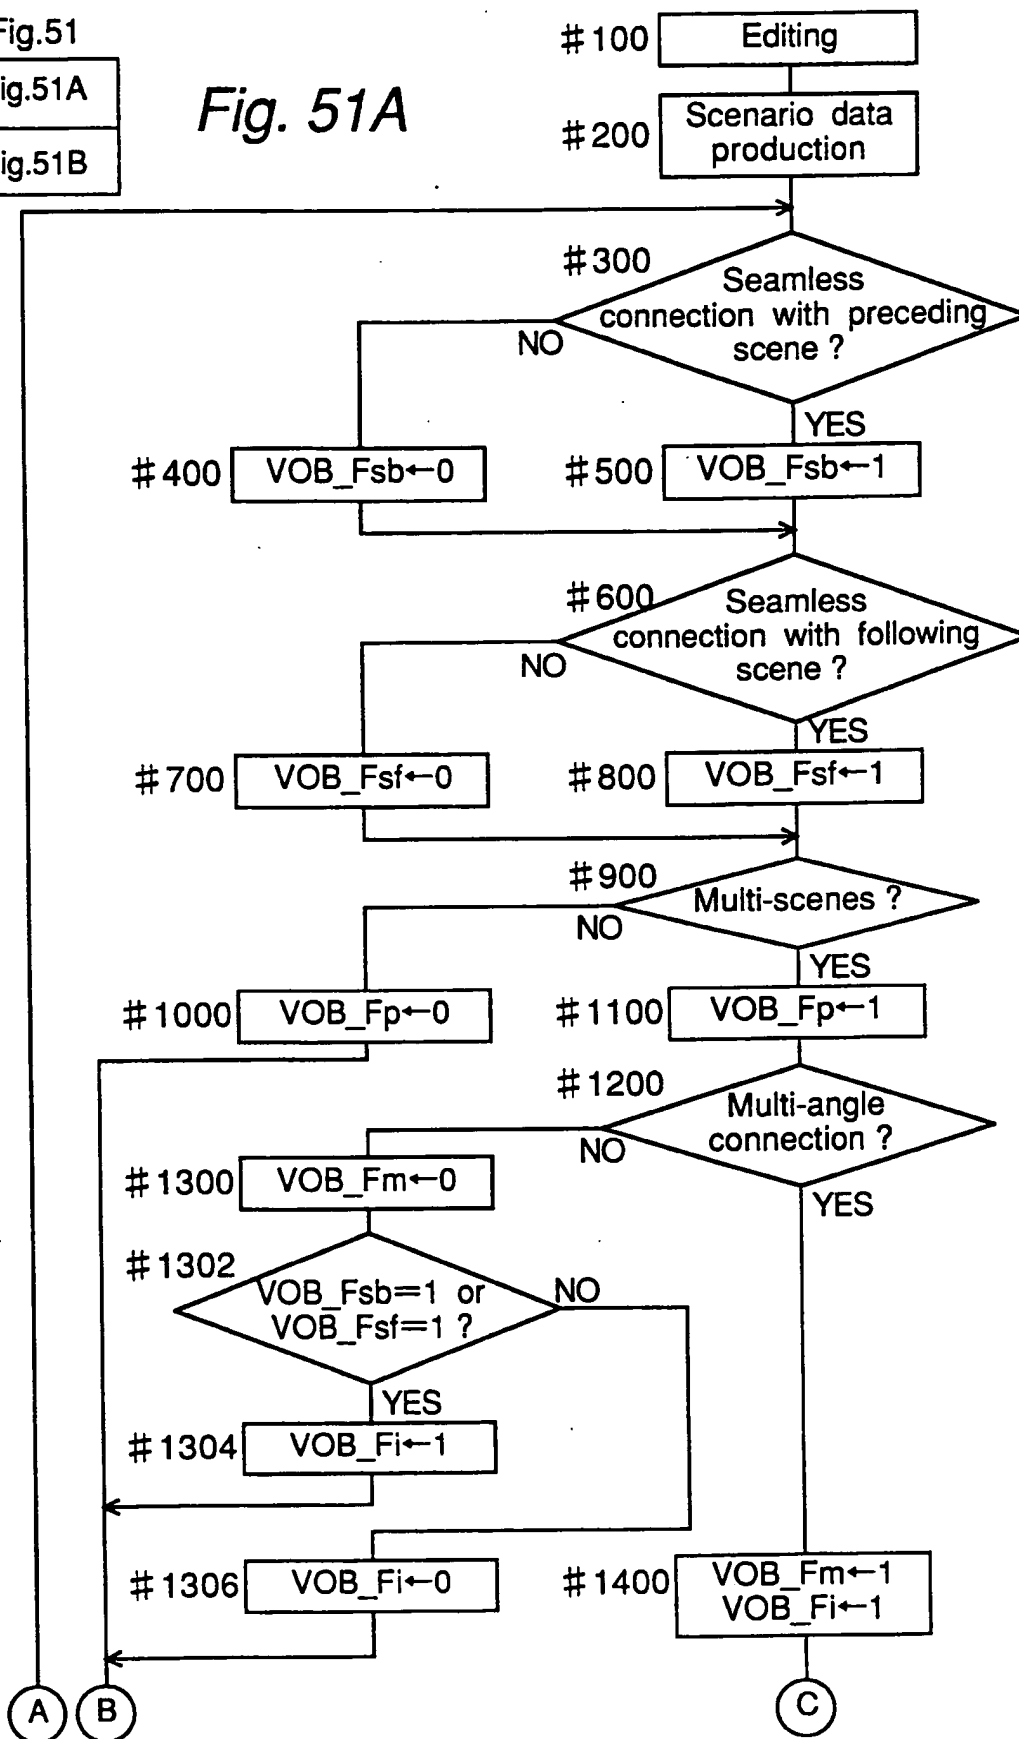 Fig.51
ig.51A
ig.51B
Fig. 51A
#100 Editing
#200 Scenario data
production
#300
Seamless
connection with preceding
scene ?
NO
YES
#400 VOB_Fsb←0
#500 VOB_Fsb←1
#600
Seamless
connection with following
scene ?
NO
YES
#700 VOB_Fsf←0
#800 VOB_Fsf←1
#900
Multi-scenes ?
NO
YES
#1000 VOB_Fp←0
#1100 VOB_Fp←1
#1200
Multi-angle
connection ?
NO
YES
#1300 VOB_Fm←0
#1302
VOB_Fsb=1 or
VOB_Fsf=1 ?
NO
YES
#1304 VOB_Fi←1
#1306 VOB_Fi←0
#1400 VOB_Fm←1
VOB_Fi←1
A
B
C